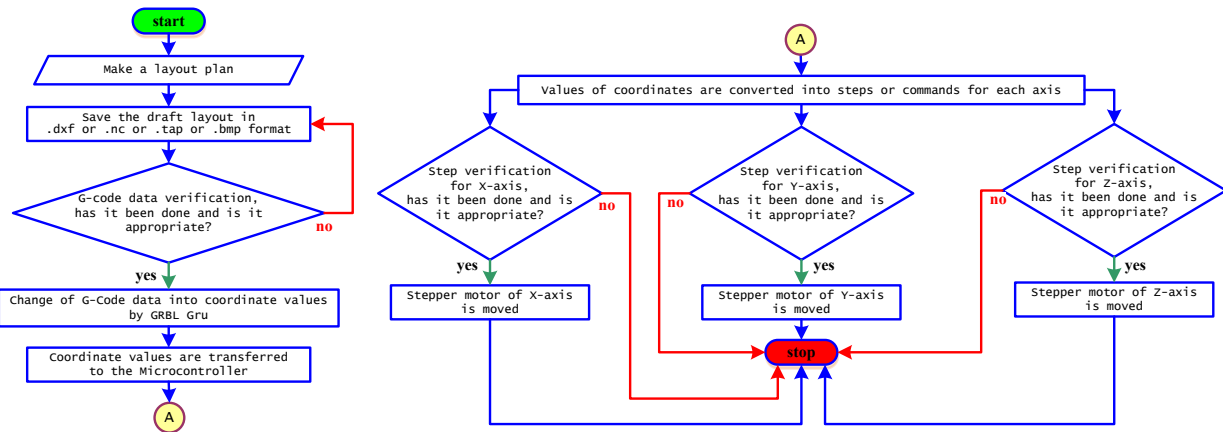 start
Make a layout plan
Save the draft layout in
.dxf or .nc or .tap or .bmp format
G-code data verification,
has it been done and is it
appropriate?
no
yes
Change of G-Code data into coordinate values
by GRBL Gru
Coordinate values are transferred
to the Microcontroller
A
A
Values of coordinates are converted into steps or commands for each axis
Step verification
for X-axis,
has it been done and is
it appropriate?
no
yes
Stepper motor of X-axis
is moved
Step verification
for Y-axis,
has it been done and is
it appropriate?
no
yes
Stepper motor of Y-axis
is moved
Step verification
for Z-axis,
has it been done and is
it appropriate?
no
yes
Stepper motor of Z-axis
is moved
stop